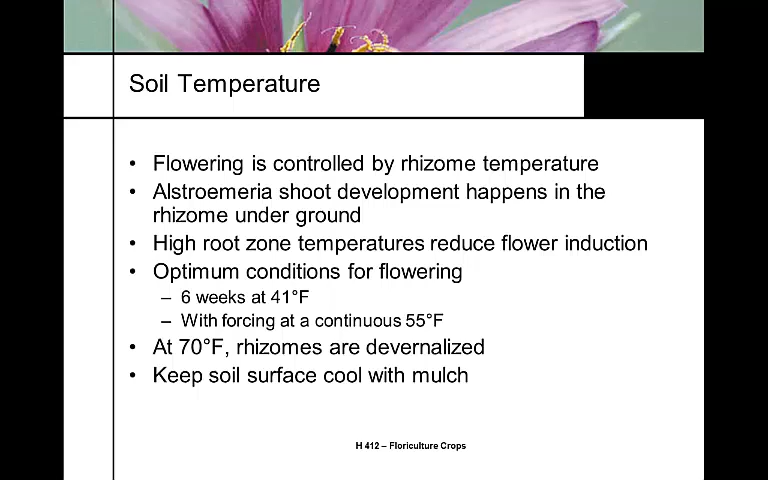 Soil Temperature
• Flowering is controlled by rhizome temperature
• Alstroemeria shoot development happens in the
rhizome under ground
• High root zone temperatures reduce flower induction
• Optimum conditions for flowering
– 6 weeks at 41°F
– With forcing at a continuous 55°F
• At 70°F, rhizomes are devernalized
• Keep soil surface cool with mulch
H 412 – Floriculture Crops